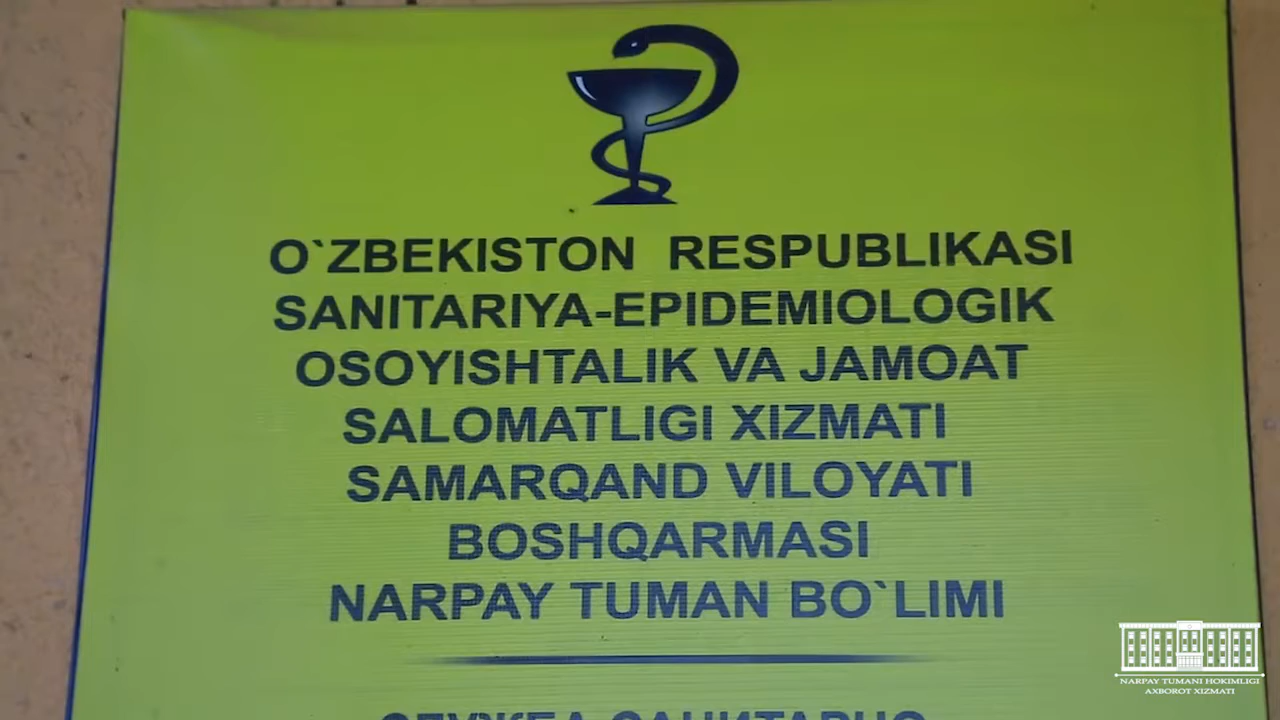 O`ZBEKISTON RESPUBLIKASI
SANITARIYA-EPIDEMIOLOGIK
OSOYISHTALIK VA JAMOAT
SALOMATLIGI XIZMATI
SAMARQAND VILOYATI
BOSHQARMASI
NARPAY TUMAN BO`LIMI
NARPAY TUMANI HOKIMLIGI
AXBOROT XIZMATI